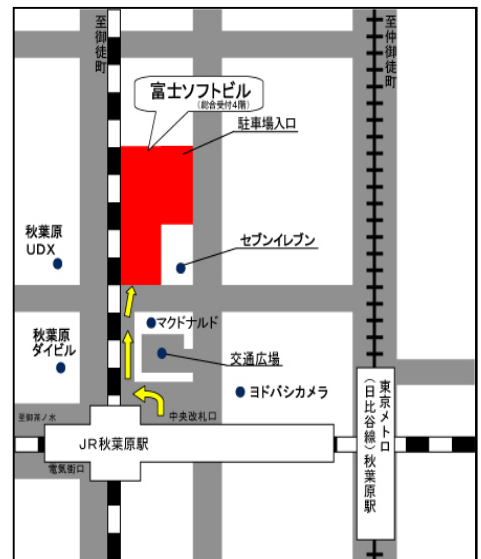 至御徒町
至仲御徒町
富士ソフトビル
(総合受付4階)
駐車場入口
秋葉原
UDX
セブンイレブン
マクドナルド
秋葉原
ダイビル
交通広場
ヨドバシカメラ
至御茶ノ水
中央改札口
JR秋葉原駅
電気街口
東京メトロ
(日比谷線)秋葉原駅